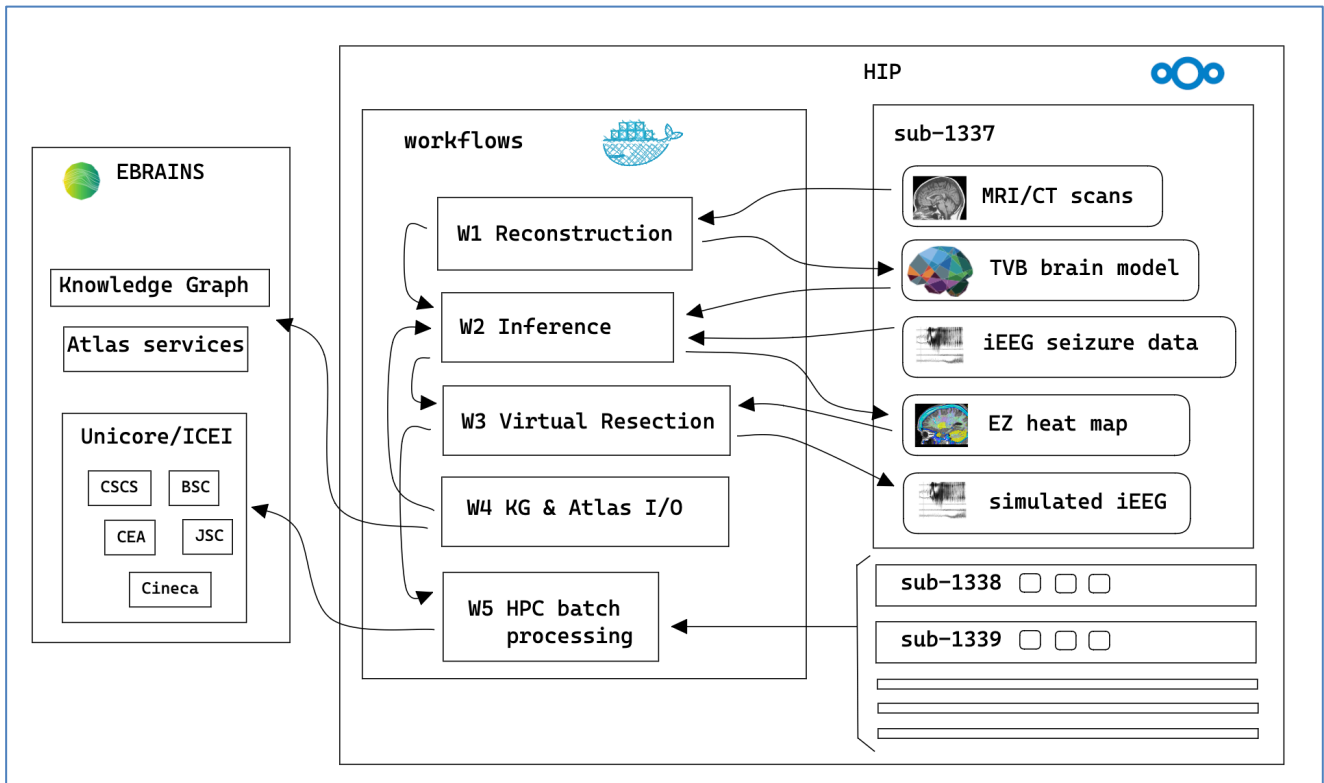 HIP
workflows
sub-1337
EBRAINS
MRI/CT scans
W1 Reconstruction
TVB brain model
Knowledge Graph
W2 Inference
iEEG seizure data
Atlas services
W3 Virtual Resection
EZ heat map
Unicore/ICEI
CSCS
BSC
W4 KG & Atlas I/O
simulated iEEG
CEA
JSC
Cineca
W5 HPC batch
processing
sub-1338
sub-1339